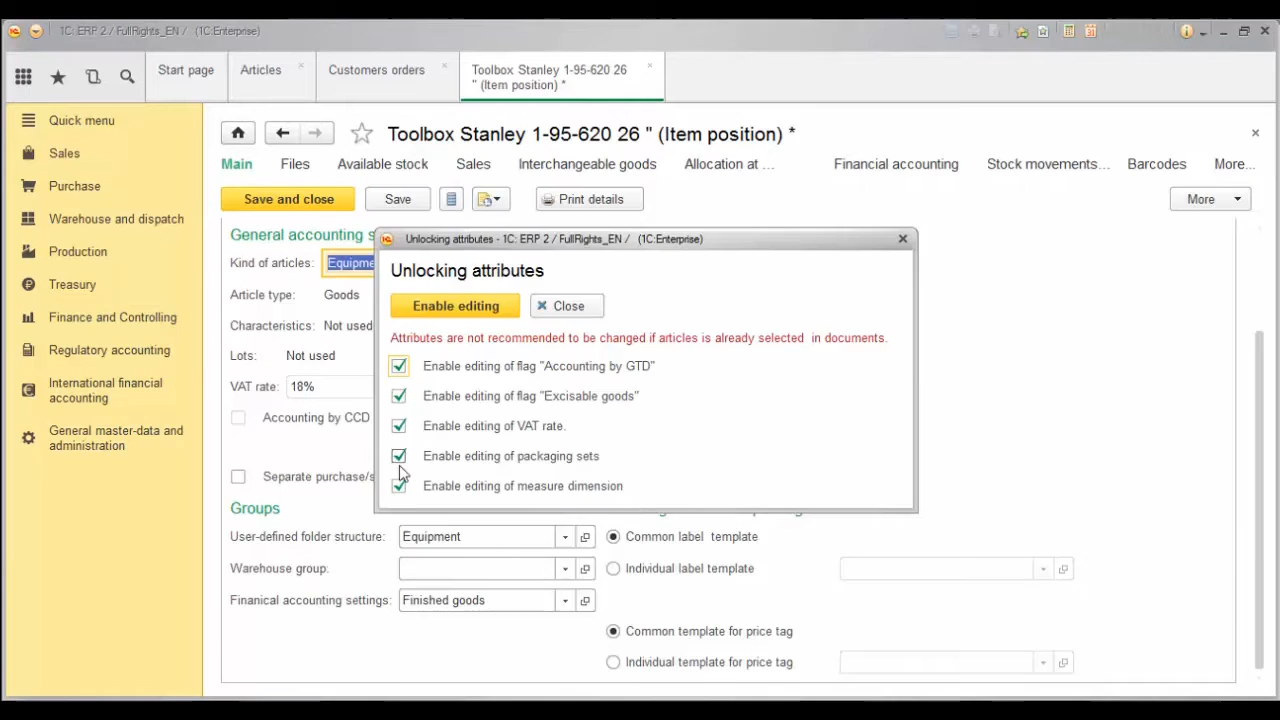 1C: ERP 2 / FullRights_EN / (1C:Enterprise)
Start page
Articles
Customers orders
Toolbox Stanley 1-95-620 26
" (Item position) *
Quick menu
Sales
Purchase
Warehouse and dispatch
Production
Treasury
Finance and Controlling
Regulatory accounting
International financial
accounting
General master-data and
administration
Toolbox Stanley 1-95-620 26 " (Item position) *
Main Files Available stock Sales Interchangeable goods Allocation at ... Financial accounting Stock movements... Barcodes More...
Save and close Save Print details More
General accounting s
Kind of articles: Equipme
Article type: Goods
Characteristics: Not used
Lots: Not used
VAT rate: 18%
Accounting by CCD
Separate purchase/s
Unlocking attributes - 1C: ERP 2 / FullRights_EN / (1C:Enterprise)
Unlocking attributes
Enable editing Close
Attributes are not recommended to be changed if articles is already selected in documents.
Enable editing of flag "Accounting by GTD"
Enable editing of flag "Excisable goods"
Enable editing of VAT rate.
Enable editing of packaging sets
Enable editing of measure dimension
Groups
User-defined folder structure: Equipment
Warehouse group:
Finanical accounting settings: Finished goods
Common label template
Individual label template
Common template for price tag
Individual template for price tag